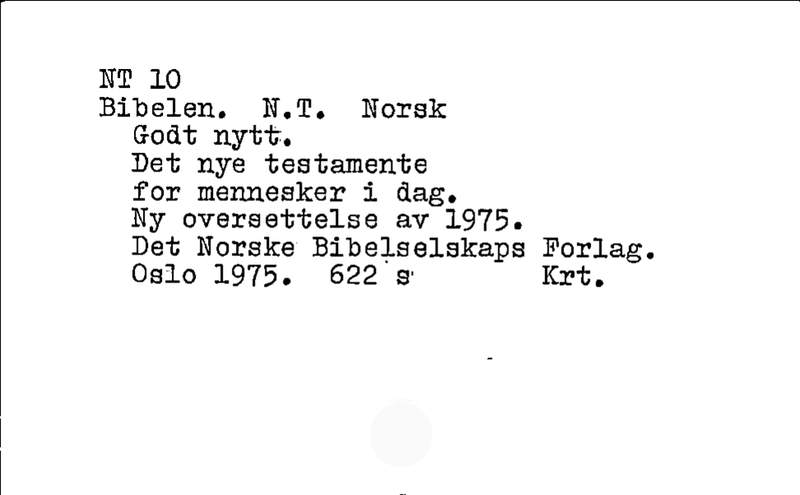 NT 10
Bibelen. N.T. Norsk
Godt nytt.
Det nye testamente
for mennesker i dag.
Ny oversettelse av 1975.
Det Norske Bibelselskaps Forlag.
Oslo 1975. 622 s Krt.